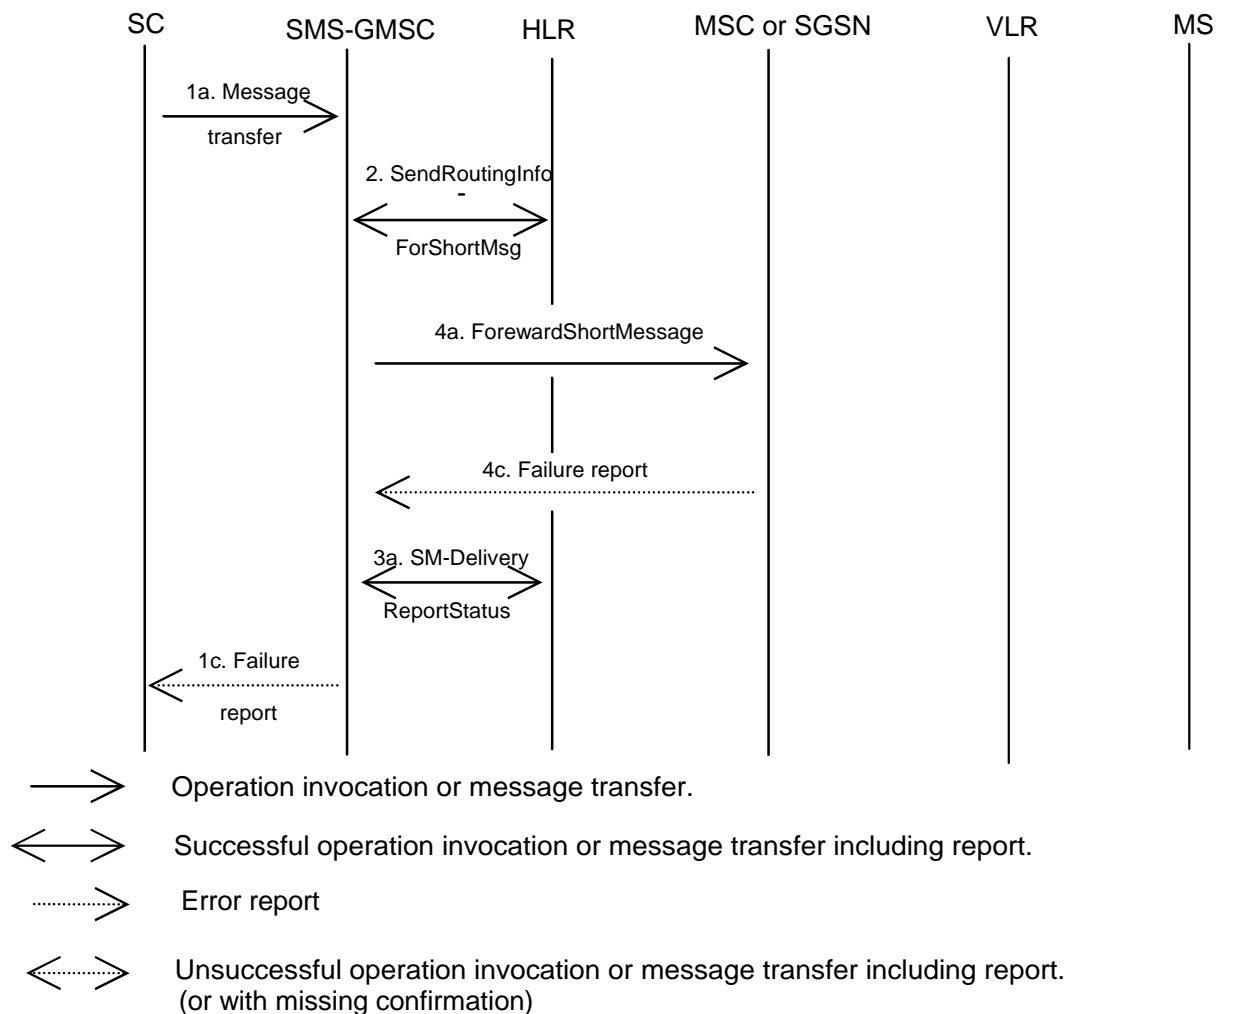 SC
SMS-GMSC
HLR
MSC or SGSN
VLR
MS
1a. Message
transfer
2. SendRoutingInfo
-
ForShortMsg
4a. ForewardShortMessage
4c. Failure report
3a. SM-Delivery
ReportStatus
1c. Failure
report
Operation invocation or message transfer.
Successful operation invocation or message transfer including report.
Error report
Unsuccessful operation invocation or message transfer including report.
(or with missing confirmation)